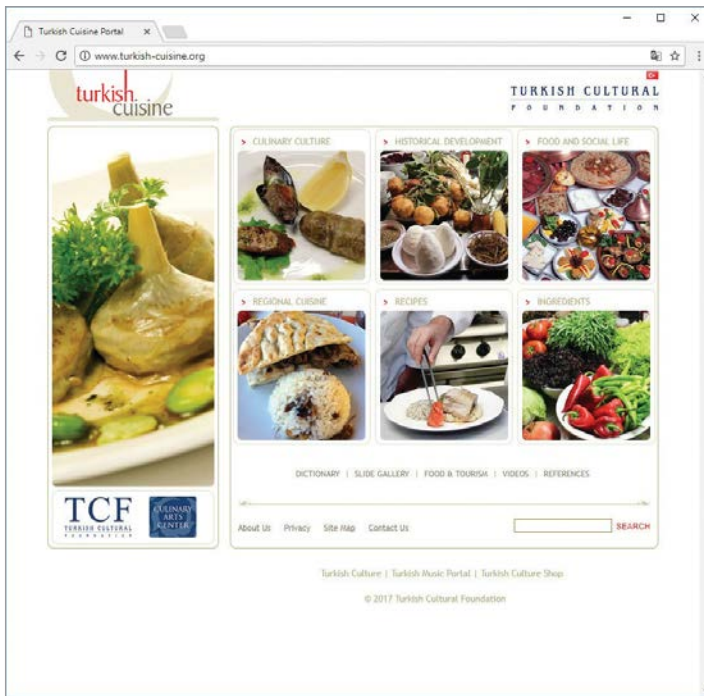 Turkish Cuisine Portal
www.turkish-cuisine.org
turkish
cuisine
TURKISH CULTURAL
FOUNDATION
CULINARY CULTURE
HISTORICAL DEVELOPMENT
FOOD AND SOCIAL LIFE
REGIONAL CUISINE
RECIPES
INGREDIENTS
DICTIONARY | SLIDE GALLERY | FOOD & TOURISM | VIDEOS | REFERENCES
TCF
TURKISH CULTURAL
FOUNDATION
CULINARY
ARTS
CENTER
About Us Privacy Site Map Contact Us
SEARCH
Turkish Culture | Turkish Music Portal | Turkish Culture Shop
© 2017 Turkish Cultural Foundation